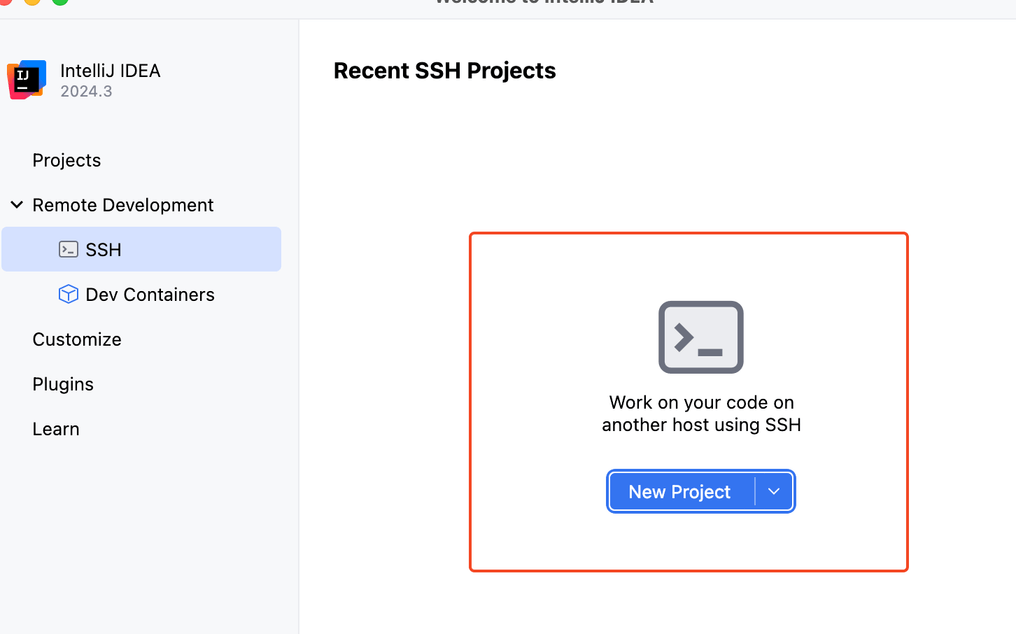 Welcome to IntelliJ IDEA
IntelliJ IDEA
2024.3
Projects
Remote Development
SSH
Dev Containers
Customize
Plugins
Learn
Recent SSH Projects
Work on your code on
another host using SSH
New Project